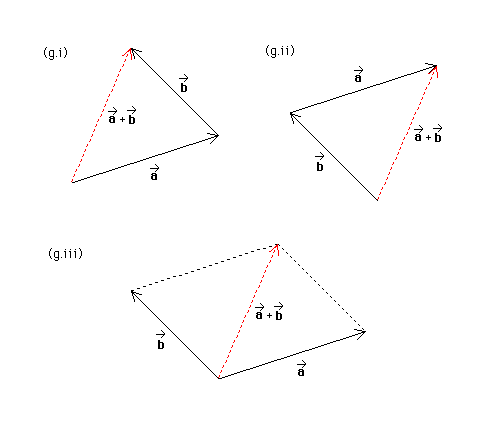 (g.i)
(g.ii)
b⃗
a⃗
a⃗ + b⃗
a⃗ + b⃗
b⃗
a⃗
(g.iii)
a⃗ + b⃗
b⃗
a⃗